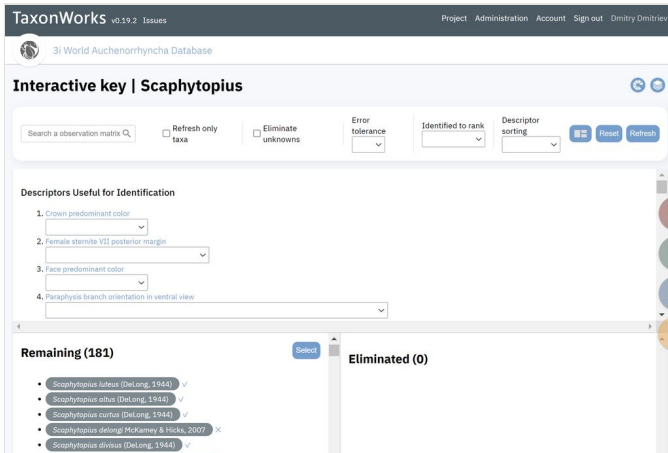 TaxonWorks v0.19.2 Issues
Project Administration Account Sign out Dmitry Dmitriev
3i World Auchenorrhyncha Database
Interactive key | Scaphytopius
Search a observation matrix
Refresh only taxa
Eliminate unknowns
Error tolerance
Identified to rank
Descriptor sorting
Reset Refresh
Descriptors Useful for Identification
1. Crown predominant color
2. Female sternite VII posterior margin
3. Face predominant color
4. Paraphysis branch orientation in ventral view
Remaining (181)
Select
Eliminated (0)
Scaphytopius luteus (DeLong, 1944)
Scaphytopius altus (DeLong, 1944)
Scaphytopius curtus (DeLong, 1944)
Scaphytopius delongi McKamey & Hicks, 2007
Scaphytopius divisus (DeLong, 1944)